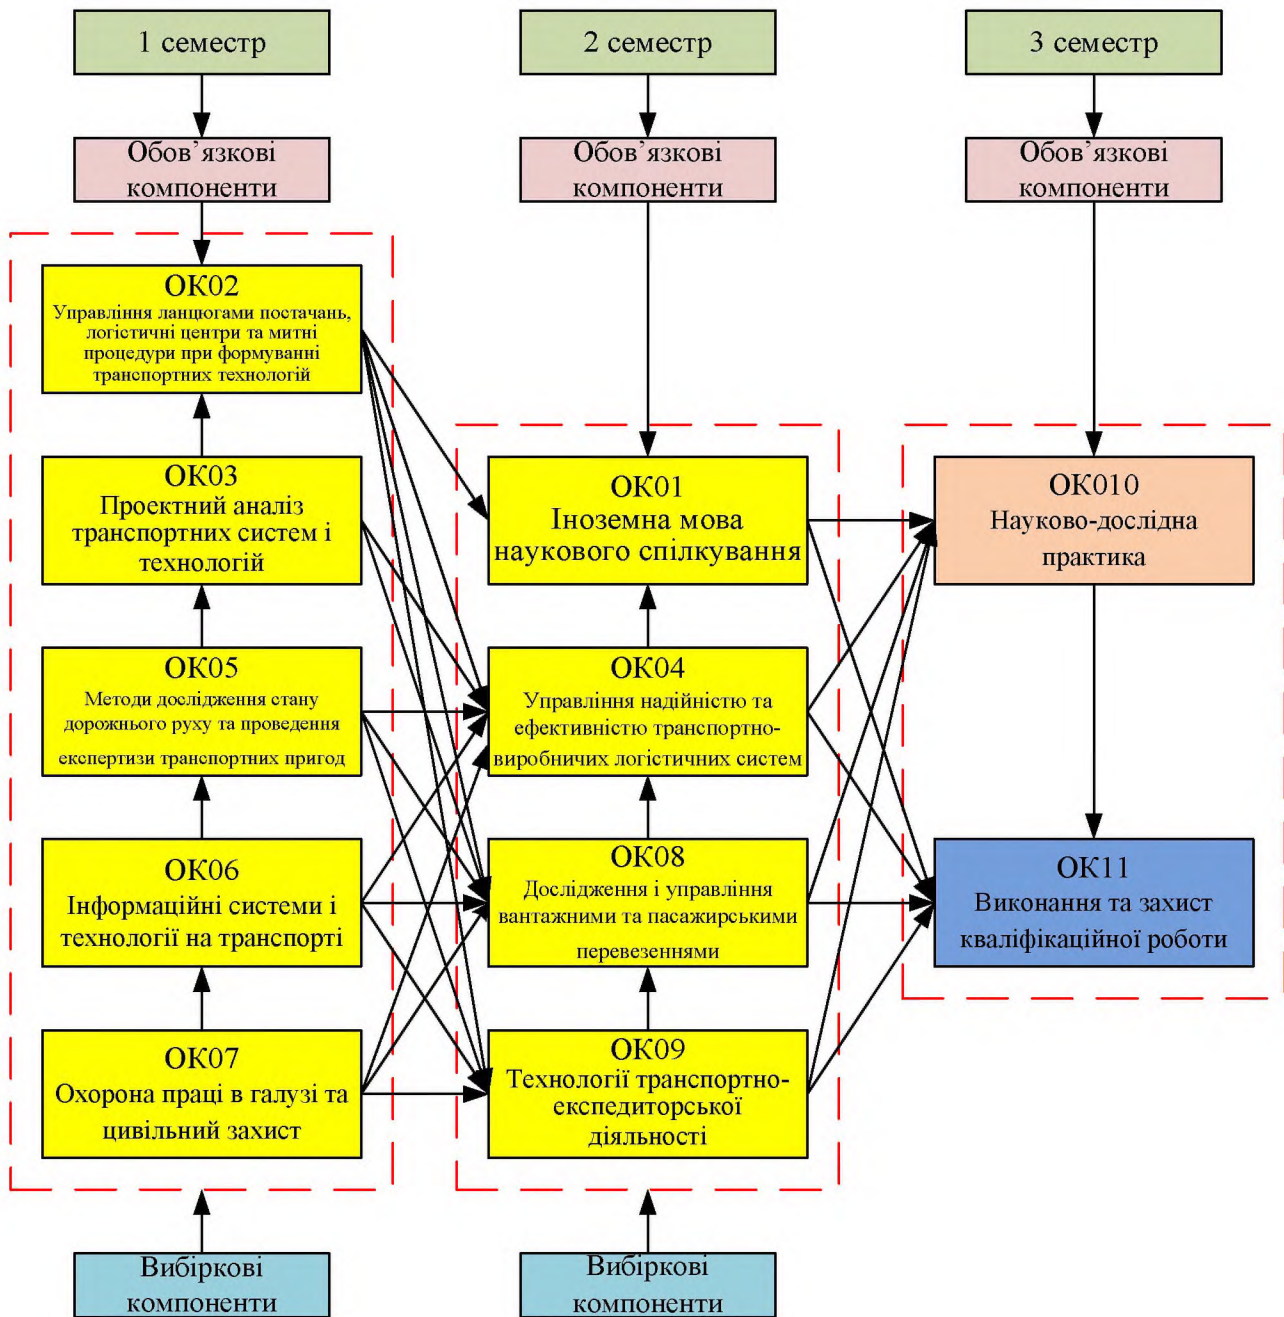 1 семестр
Обов’язкові
компоненти
ОК02
Управління ланцюгами постачань,
логістичні центри та митні
процедури при формуванні
транспортних технологій
ОК03
Проектний аналіз
транспортних систем і
технологій
ОК05
Методи дослідження стану
дорожнього руху та проведення
експертизи транспортних пригод
ОК06
Інформаційні системи і
технології на транспорті
ОК07
Охорона праці в галузі та
цивільний захист
Вибіркові
компоненти
2 семестр
Обов’язкові
компоненти
ОК01
Іноземна мова
наукового спілкування
ОК04
Управління надійністю та
ефективністю транспортно-
виробничих логістичних систем
ОК08
Дослідження і управління
вантажними та пасажирськими
перевезеннями
ОК09
Технології транспортно-
експедиторської
діяльності
Вибіркові
компоненти
3 семестр
Обов’язкові
компоненти
ОК010
Науково-дослідна
практика
ОК11
Виконання та захист
кваліфікаційної роботи